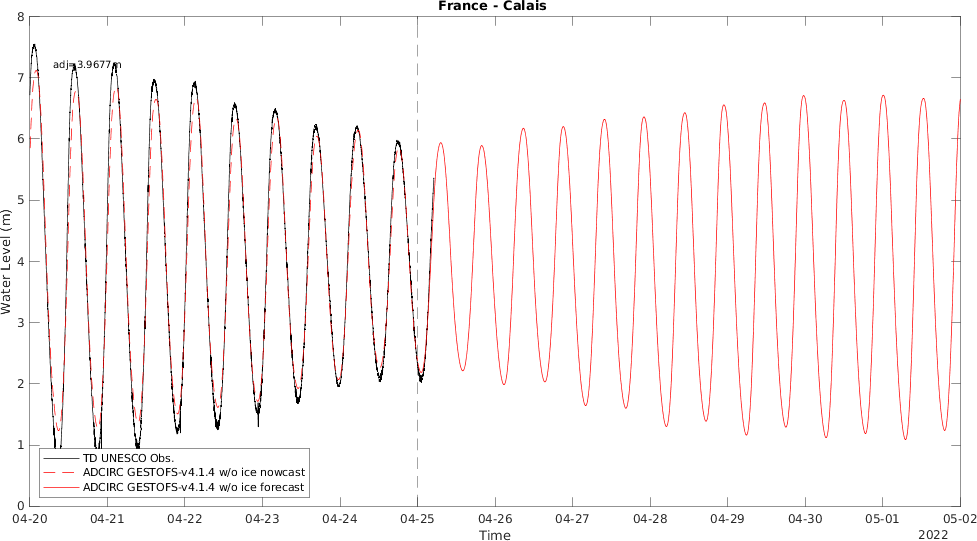 France - Calais
8
adj=3.9677 m
7
6
5
4
3
2
1
0
Water Level (m)
TD UNESCO Obs.
ADCIRC GESTOFS-v4.1.4 w/o ice nowcast
ADCIRC GESTOFS-v4.1.4 w/o ice forecast
04-20 04-21 04-22 04-23 04-24 04-25 04-26 04-27 04-28 04-29 04-30 05-01 05-02
Time
2022